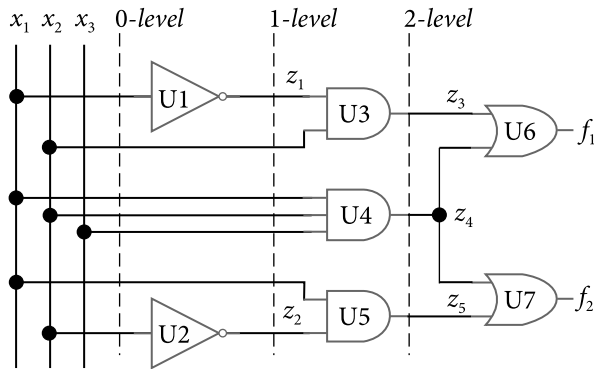 x₁ x₂ x₃ 0-level 1-level 2-level
z₁
U1 U3 z₃
U6 f₁
U4 z₄
z₂ z₅ U7 f₂
U2 U5